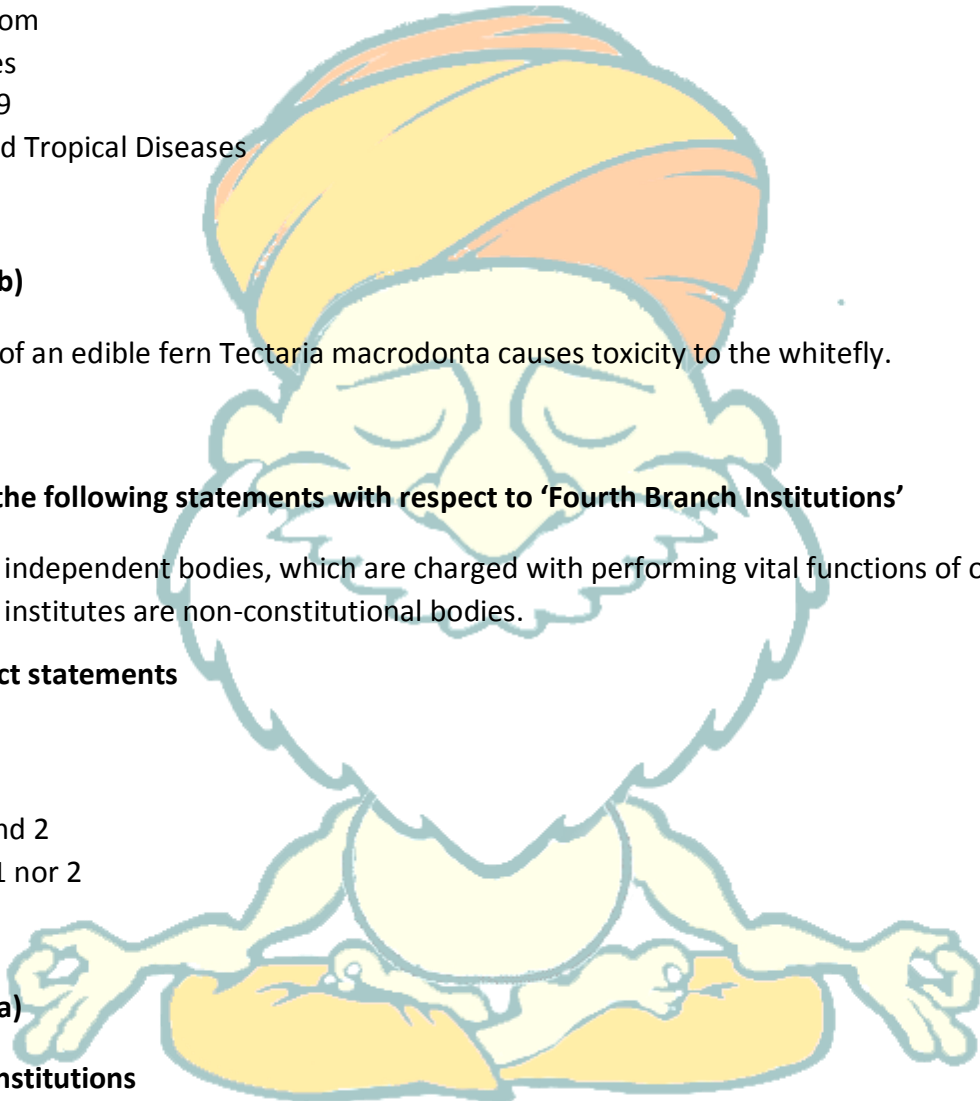 om
es
9
d Tropical Diseases
b)
of an edible fern Tectaria macrodonta causes toxicity to the whitefly.
the following statements with respect to ‘Fourth Branch Institutions’
independent bodies, which are charged with performing vital functions of
institutes are non-constitutional bodies.
ct statements
nd 2
1 nor 2
a)
nstitutions